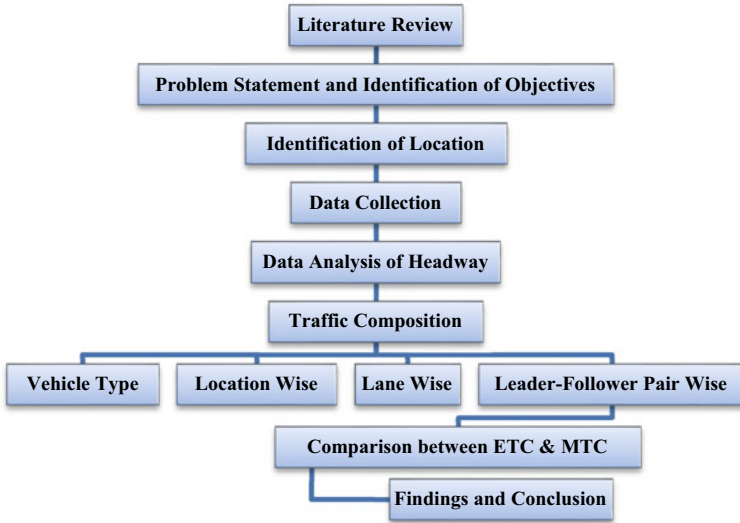 Literature Review
Problem Statement and Identification of Objectives
Identification of Location
Data Collection
Data Analysis of Headway
Traffic Composition
Vehicle Type
Location Wise
Lane Wise
Leader-Follower Pair Wise
Comparison between ETC & MTC
Findings and Conclusion